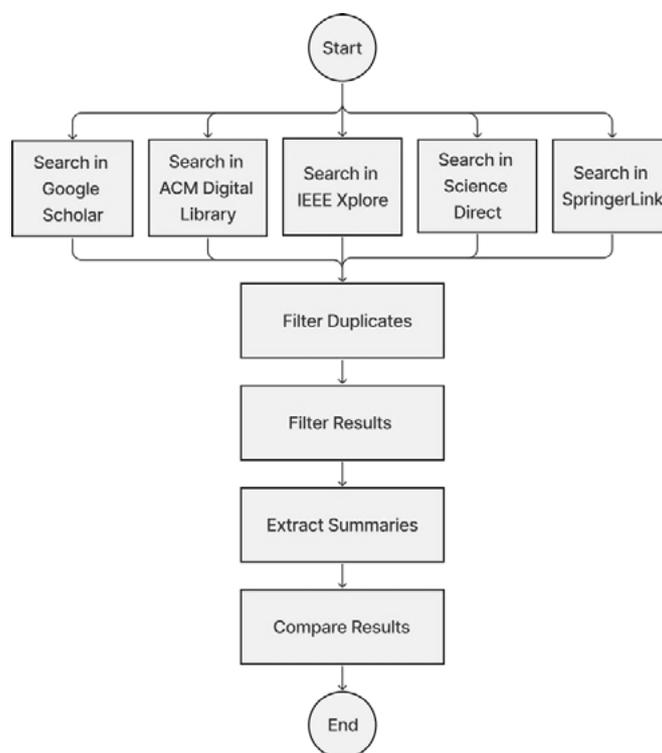 Start
Search in
Google
Scholar
Search in
ACM Digital
Library
Search in
IEEE Xplore
Search in
Science
Direct
Search in
SpringerLink
Filter Duplicates
Filter Results
Extract Summaries
Compare Results
End